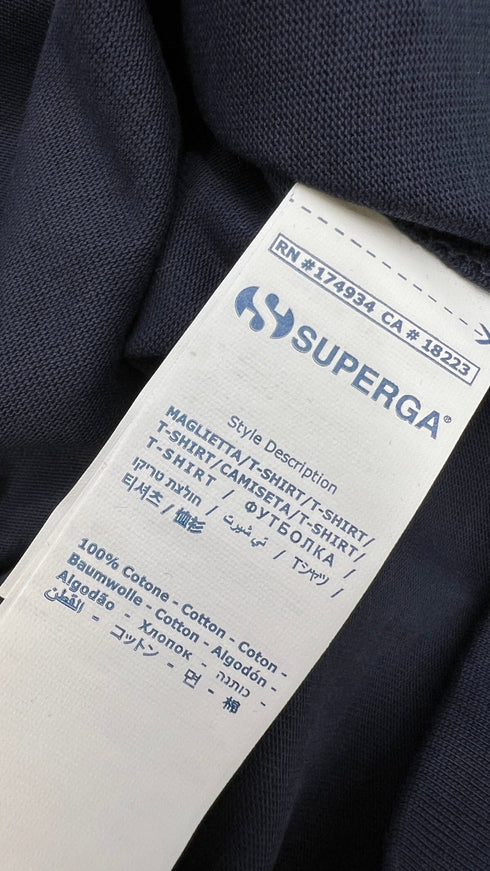 RN #174934 CA # 18223
SUPERGA®
Style Description
MAGLIETTA/T-SHIRT/T-SHIRT/
T-SHIRT/CAMISETA/T-SHIRT/
T-SHIRT / ФУТБОЛКА /
חולצת טריקו / تي شيرت / Tシャツ /
티셔츠 / 恤衫
100% Cotone - Cotton - Coton -
Baumwolle - Cotton - Algodón -
Algodão - Хлопок - כותנה -
القطن - コットン - 면 - 棉